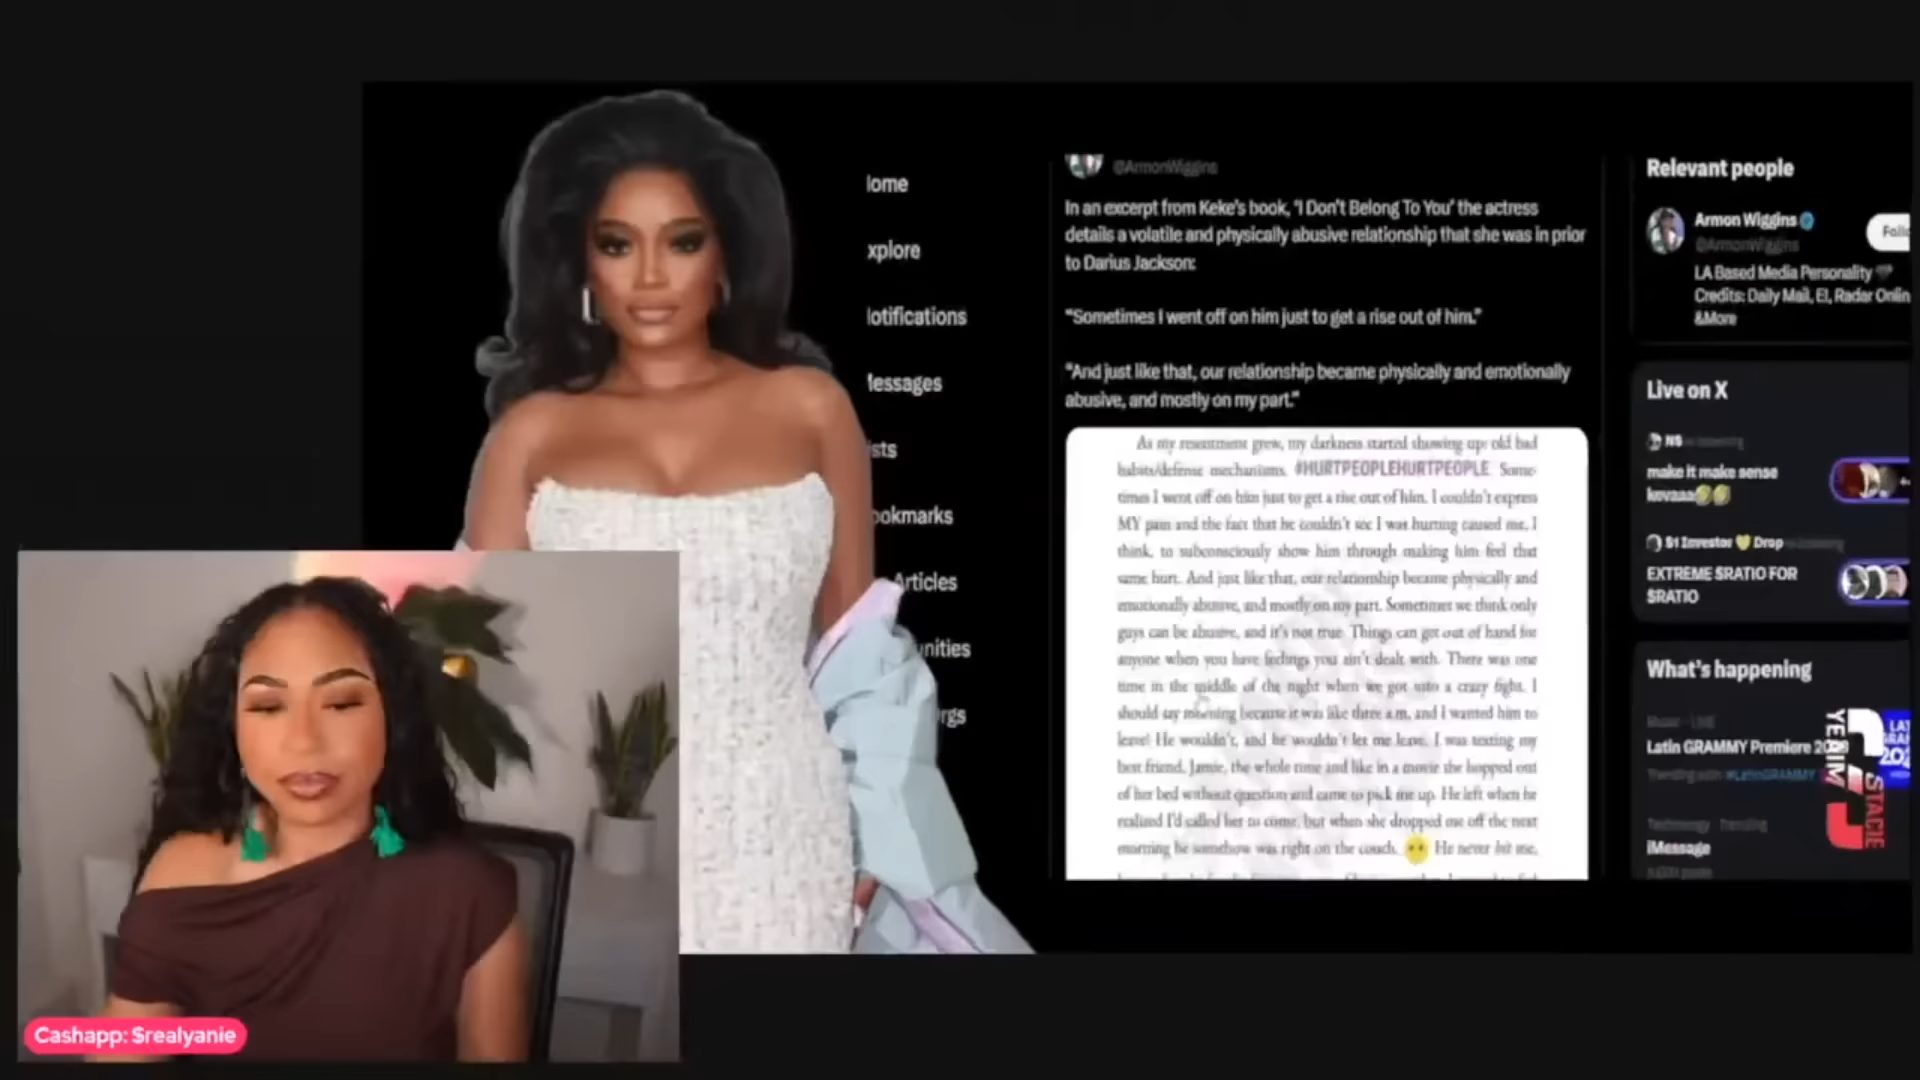 lome
xplore
lotifications
lessages
ists
ookmarks
Articles
unities
rgs
@ArmonWiggins
In an excerpt from Keke's book, 'I Don't Belong To You' the actress
details a volatile and physically abusive relationship that she was in prior
to Darius Jackson:
"Sometimes I went off on him just to get a rise out of him."
"And just like that, our relationship became physically and emotionally
abusive, and mostly on my part."
As my resentment grew, my darkness started showing up: old bad
habits/defense mechanisms. #HURTPEOPLEHURTPEOPLE Some-
times I went off on him just to get a rise out of him. I couldn't express
MY pain and the fact that he couldn't see I was hurting caused me, I
think, to subconsciously show him through making him feel that
same hurt. And just like that, our relationship became physically and
emotionally abusive, and mostly on my part. Sometimes we think only
guys can be abusive, and it's not true. Things can get out of hand for
anyone when you have feelings you ain't dealt with. There was one
time in the middle of the night when we got into a crazy fight. I
should say morning because it was like three a.m., and I wanted him to
leave! He wouldn't, and he wouldn't let me leave. I was texting my
best friend, Jamie, the whole time and like in a movie she hopped out
of her bed without question and came to pick me up. He left when he
realized I'd called her to come, but when she dropped me off the next
morning he somehow was right on the couch. He never hit me,
Relevant people
Armon Wiggins
@ArmonWiggins
Follo
LA Based Media Personality
Credits: Daily Mail, E!, Radar Onlin
&More
Live on X
NS
make it make sense
kevaaa
$1 Investor Drop
EXTREME $RATIO FOR
$RATIO
What's happening
Music · LIVE
Latin GRAMMY Premiere
Trending with #LatinGRAMMY
Technology · Trending
iMessage
YEAIM
STACIE
Cashapp: $realyanie